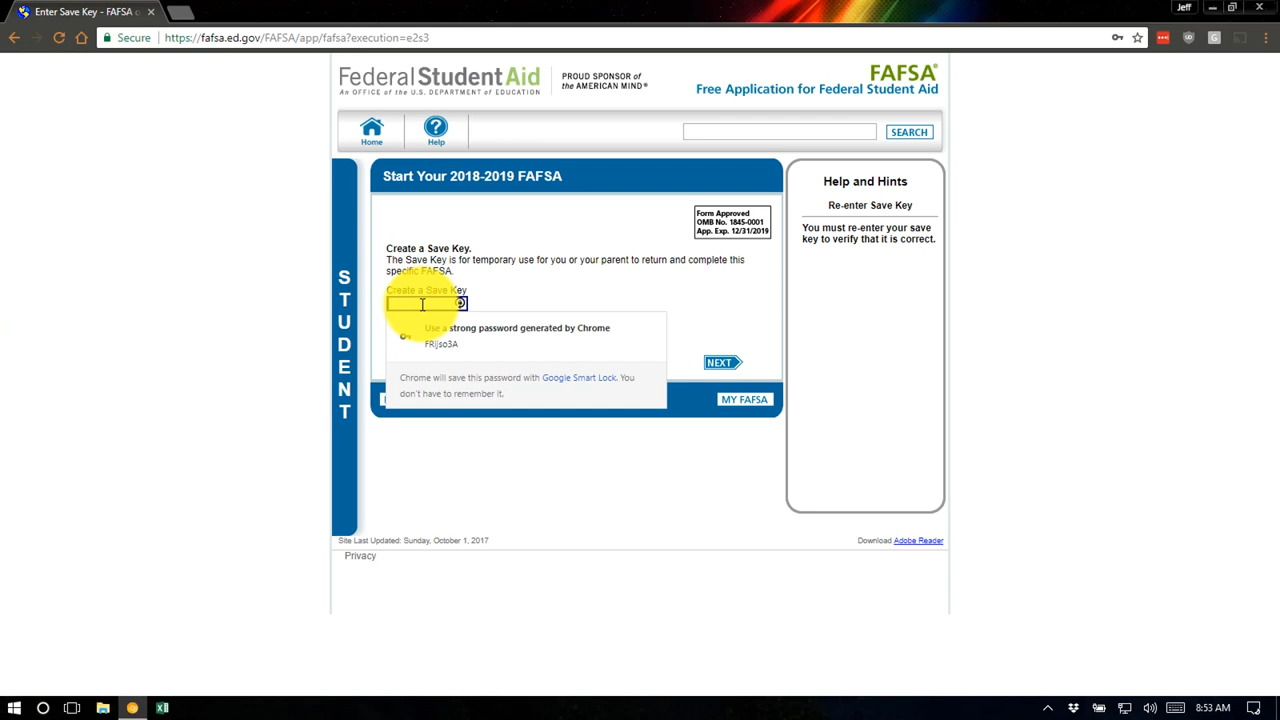 Enter Save Key - FAFSA o
Jeff
Secure
https://fafsa.ed.gov/FAFSA/app/fafsa?execution=e2s3
Federal Student Aid
An OFFICE of the U.S. DEPARTMENT of EDUCATION
PROUD SPONSOR of
the AMERICAN MIND®
FAFSA®
Free Application for Federal Student Aid
Home
Help
SEARCH
STUDENT
Start Your 2018-2019 FAFSA
Form Approved
OMB No. 1845-0001
App. Exp. 12/31/2019
Create a Save Key.
The Save Key is for temporary use for you or your parent to return and complete this
specific FAFSA.
Create a Save Key
Use a strong password generated by Chrome
FRIjso3A
Chrome will save this password with Google Smart Lock. You
don't have to remember it.
NEXT
MY FAFSA
Help and Hints
Re-enter Save Key
You must re-enter your save
key to verify that it is correct.
Site Last Updated: Sunday, October 1, 2017
Download Adobe Reader
Privacy
8:53 AM